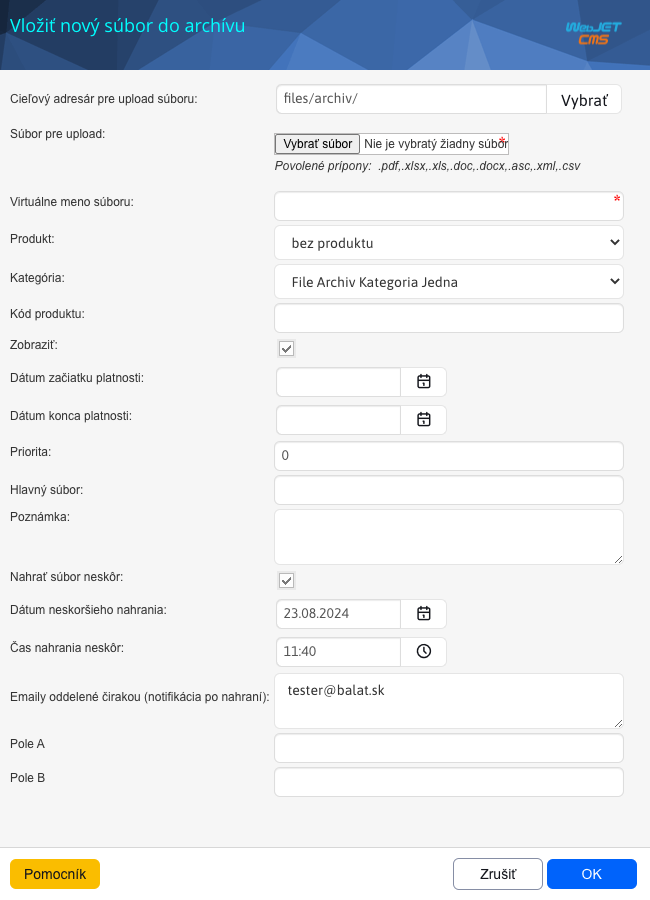 Vložiť nový súbor do archívu
WebJET
CMS
Cieľový adresár pre upload súboru:
files/archiv/
Vybrať
Súbor pre upload:
Vybrať súbor Nie je vybratý žiadny súbor
*
Povolené prípony: .pdf,.xlsx,.xls,.doc,.docx,.asc,.xml,.csv
Virtuálne meno súboru:
*
Produkt:
bez produktu
Kategória:
File Archiv Kategoria Jedna
Kód produktu:
Zobraziť:
Dátum začiatku platnosti:
Dátum konca platnosti:
Priorita:
0
Hlavný súbor:
Poznámka:
Nahrať súbor neskôr:
Dátum neskoršieho nahrania:
23.08.2024
Čas nahrania neskôr:
11:40
Emaily oddelené čirakou (notifikácia po nahraní):
tester@balat.sk
Pole A
Pole B
Pomocník
Zrušiť
OK